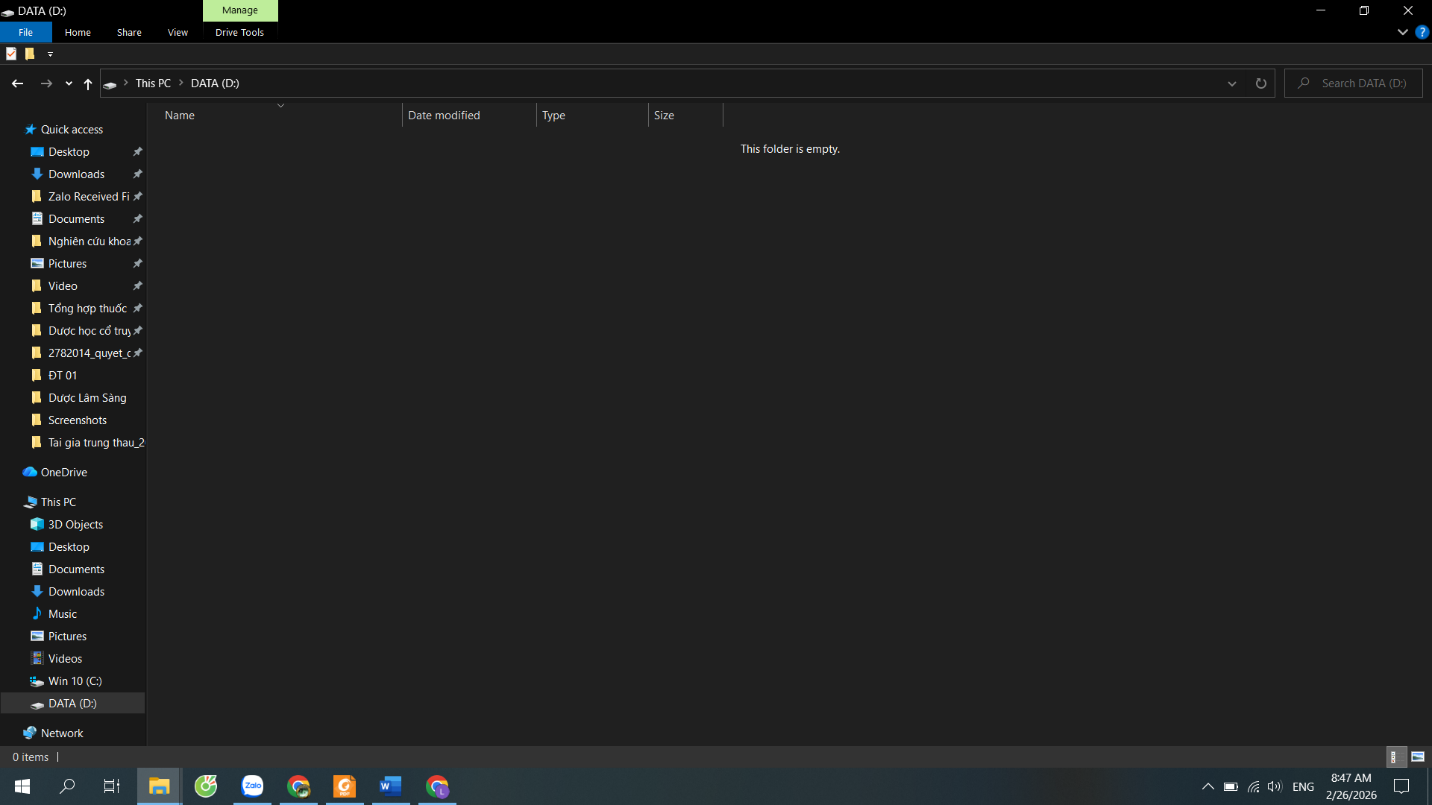 DATA (D:)
Manage
File
Home
Share
View
Drive Tools
This PC
DATA (D:)
Search DATA (D:)
Name
Date modified
Type
Size
This folder is empty.
Quick access
Desktop
Downloads
Zalo Received Fi
Documents
Nghiên cứu khoa
Pictures
Video
Tổng hợp thuốc
Dược học cổ truy
2782014_quyet_c
ĐT 01
Dược Lâm Sàng
Screenshots
Tai gia trung thau_2
OneDrive
This PC
3D Objects
Desktop
Documents
Downloads
Music
Pictures
Videos
Win 10 (C:)
DATA (D:)
Network
0 items
Zalo
PDF
W
L
ENG
8:47 AM
2/26/2026